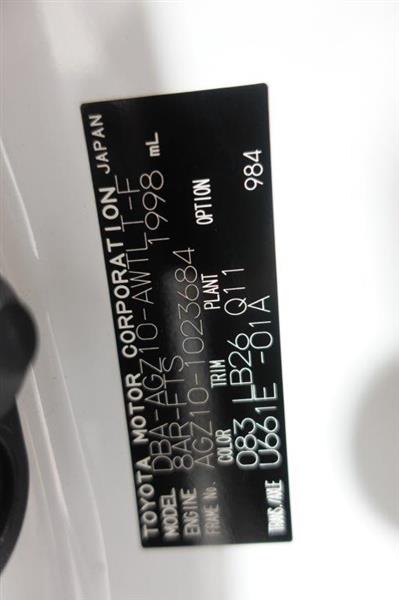 TOYOTA MOTOR CORPORATION JAPAN
MODEL DBA-AGZ10-AWTLT-F
ENGINE 8AR-FTS 1998 mL
FRAME No. AGZ10-1023684
COLOR TRIM PLANT OPTION
083 LB26 Q11
TRANS./AXLE U661E -01A 984